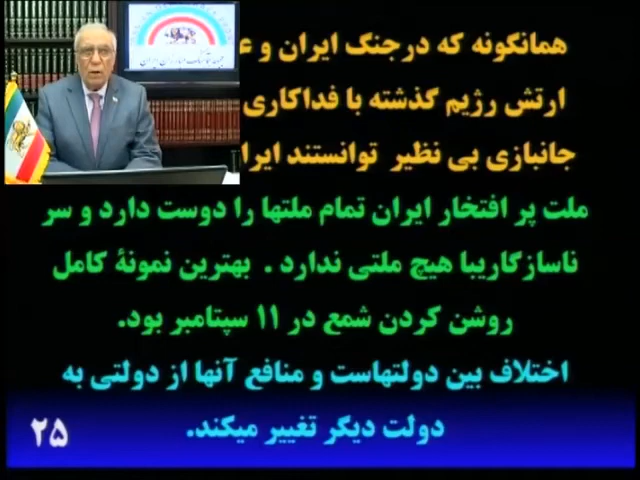 همانگونه که درجنگ ایران و ع
ارتش رژیم گذشته با فداکاری
جانبازی بی نظیر توانستند ایرا
ملت پر افتخار ایران تمام ملتها را دوست دارد و سر
ناسازگاریبا هیچ ملتی ندارد . بهترین نمونهٔ کامل
روشن کردن شمع در ۱۱ سپتامبر بود.
اختلاف بین دولتهاست و منافع آنها از دولتی به
دولت دیگر تغییر میکند.
۲۵